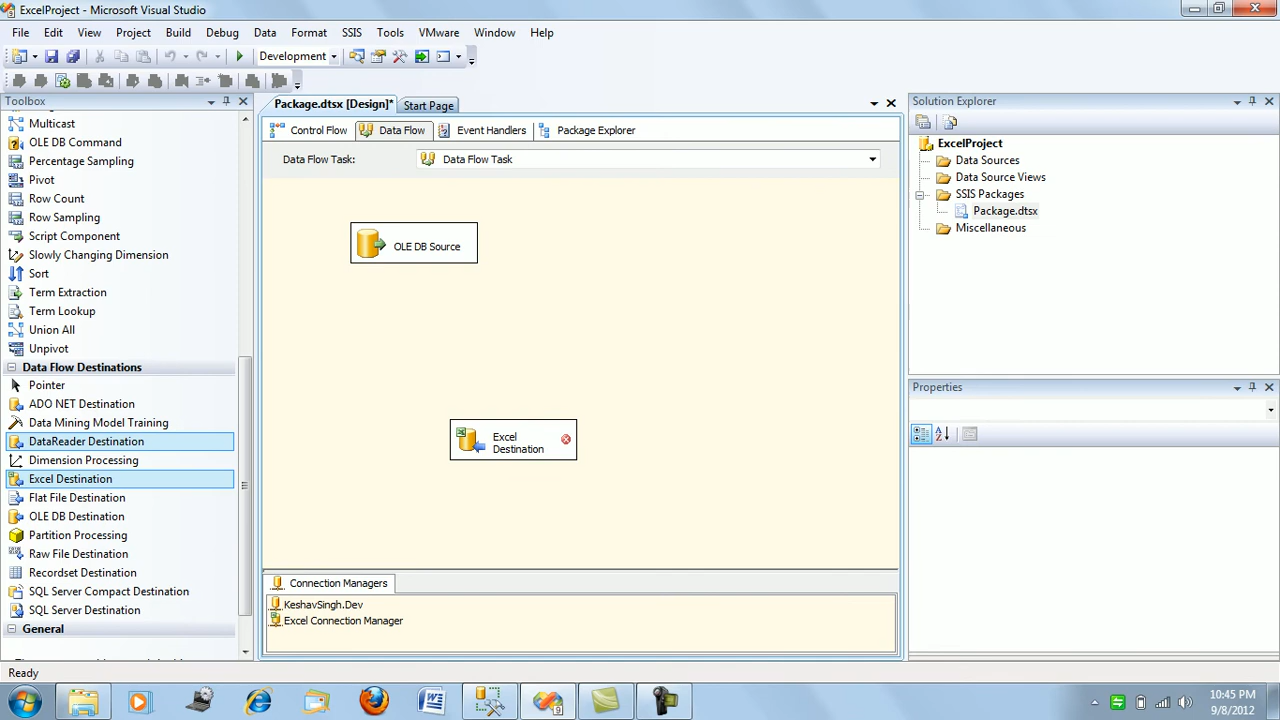 ExcelProject - Microsoft Visual Studio
File Edit View Project Build Debug Data Format SSIS Tools VMware Window Help
Development
Toolbox
Multicast
OLE DB Command
Percentage Sampling
Pivot
Row Count
Row Sampling
Script Component
Slowly Changing Dimension
Sort
Term Extraction
Term Lookup
Union All
Unpivot
Data Flow Destinations
Pointer
ADO NET Destination
Data Mining Model Training
DataReader Destination
Dimension Processing
Excel Destination
Flat File Destination
OLE DB Destination
Partition Processing
Raw File Destination
Recordset Destination
SQL Server Compact Destination
SQL Server Destination
General
Package.dtsx [Design]* Start Page
Control Flow Data Flow Event Handlers Package Explorer
Data Flow Task: Data Flow Task
OLE DB Source
Excel
Destination
Connection Managers
KeshavSingh.Dev
Excel Connection Manager
Solution Explorer
ExcelProject
Data Sources
Data Source Views
SSIS Packages
Package.dtsx
Miscellaneous
Properties
Ready
10:45 PM
9/8/2012